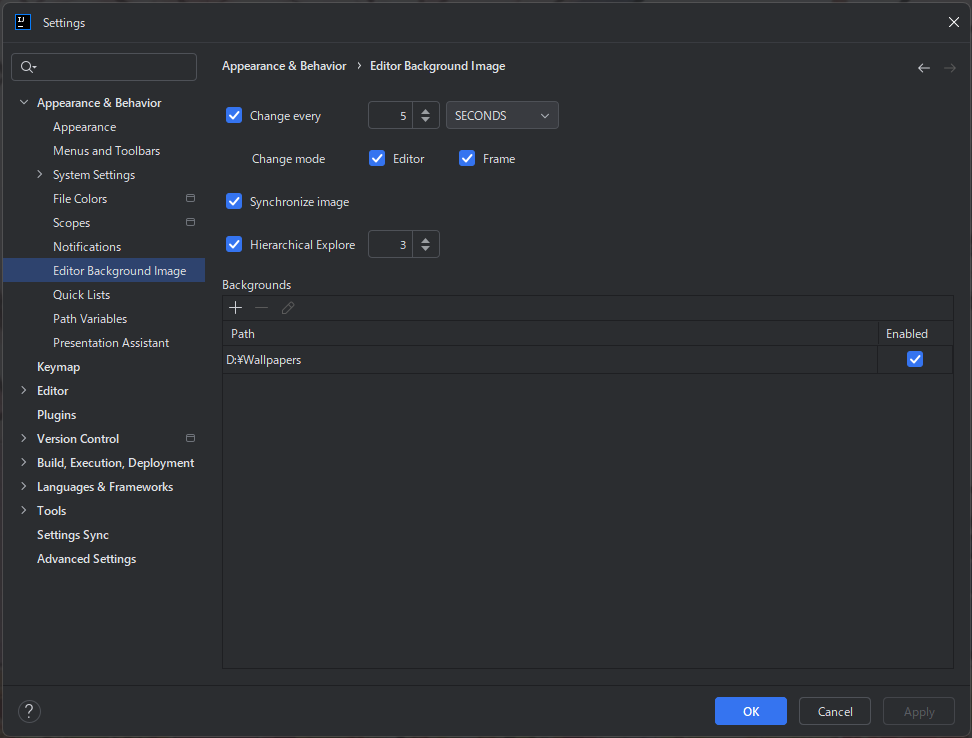 Settings
Appearance & Behavior › Editor Background Image
Appearance & Behavior
Appearance
Menus and Toolbars
System Settings
File Colors
Scopes
Notifications
Editor Background Image
Quick Lists
Path Variables
Presentation Assistant
Keymap
Editor
Plugins
Version Control
Build, Execution, Deployment
Languages & Frameworks
Tools
Settings Sync
Advanced Settings
Change every 5 SECONDS
Change mode Editor Frame
Synchronize image
Hierarchical Explore 3
Backgrounds
Path Enabled
D:¥Wallpapers
? OK Cancel Apply